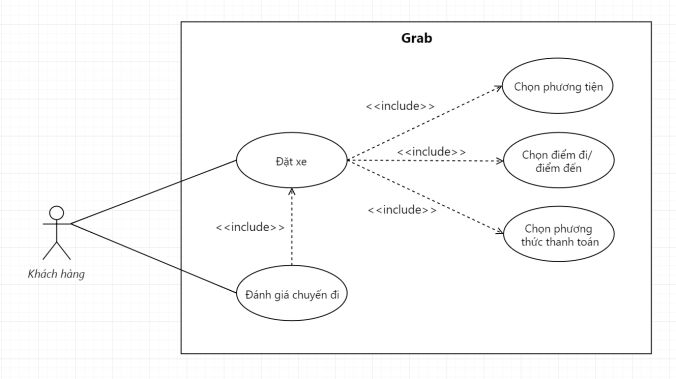 Grab
Chọn phương tiện
<<include>>
<<include>>
Chọn điểm đi/
điểm đến
Đặt xe
<<include>>
Chọn phương
thức thanh toán
<<include>>
Khách hàng
Đánh giá chuyến đi